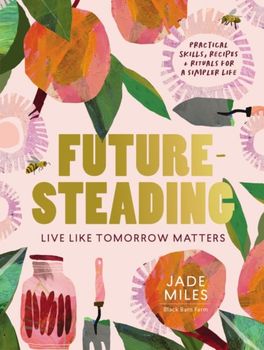 PRACTICAL
SKILLS, RECIPES
+ RITUALS FOR
A SIMPLER LIFE
FUTURE-
STEADING
LIVE LIKE TOMORROW MATTERS
JADE
MILES
Black Barn Farm